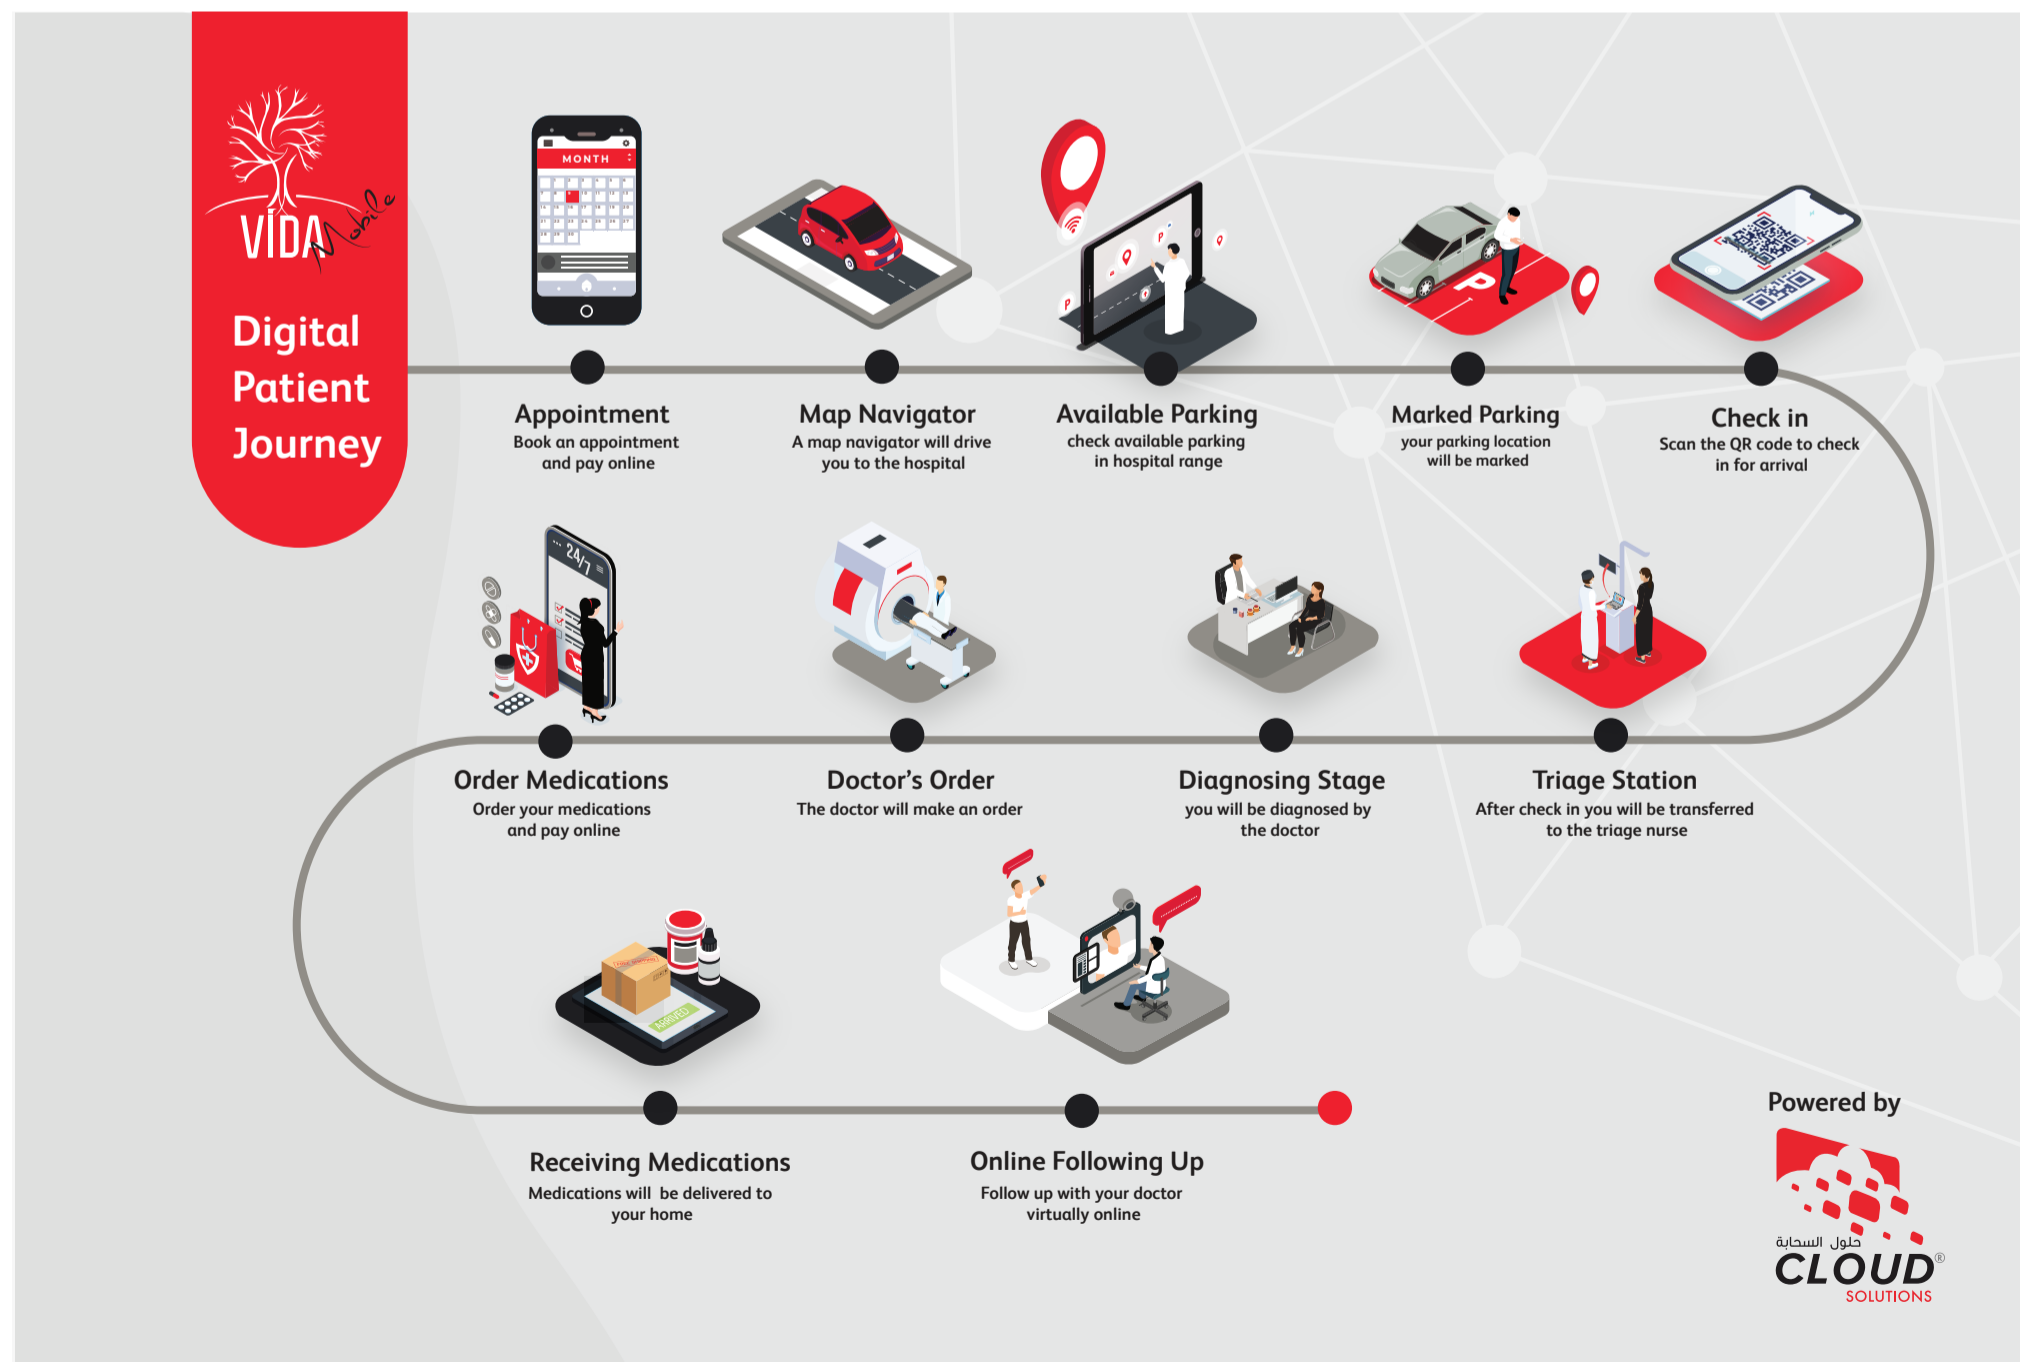 VIDA
Mobile
Digital
Patient
Journey
MONTH
Appointment
Book an appointment
and pay online
Map Navigator
A map navigator will drive
you to the hospital
P
P
Available Parking
check available parking
in hospital range
P
Marked Parking
your parking location
will be marked
Check in
Scan the QR code to check
in for arrival
Triage Station
After check in you will be transferred
to the triage nurse
Diagnosing Stage
you will be diagnosed by
the doctor
Doctor’s Order
The doctor will make an order
24/7
Order Medications
Order your medications
and pay online
ARRIVED
Receiving Medications
Medications will be delivered to
your home
Online Following Up
Follow up with your doctor
virtually online
Powered by
حلول السحابة
CLOUD®
SOLUTIONS